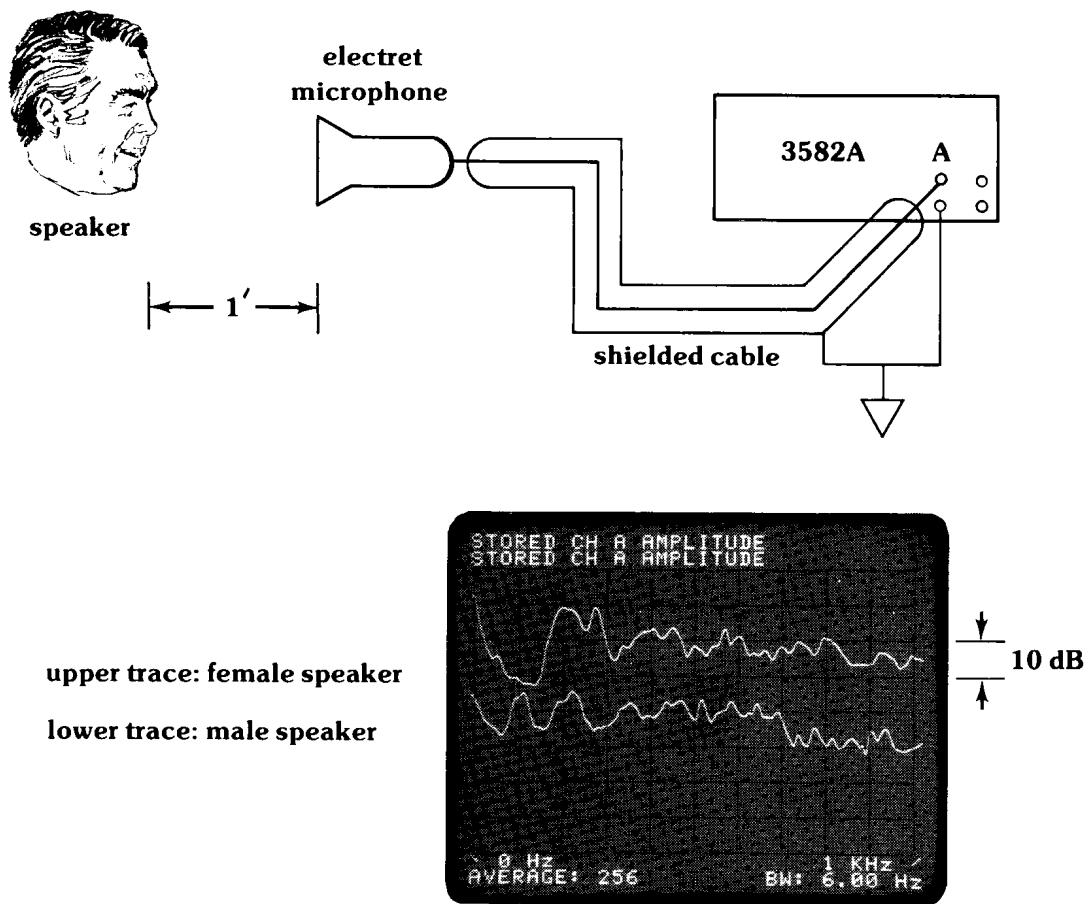 electret
microphone
speaker
1′
3582A
A
shielded cable
STORED CH A AMPLITUDE
STORED CH A AMPLITUDE
10 dB
upper trace: female speaker
lower trace: male speaker
0 Hz 1 KHz
AVERAGE: 256 BW: 6.00 Hz